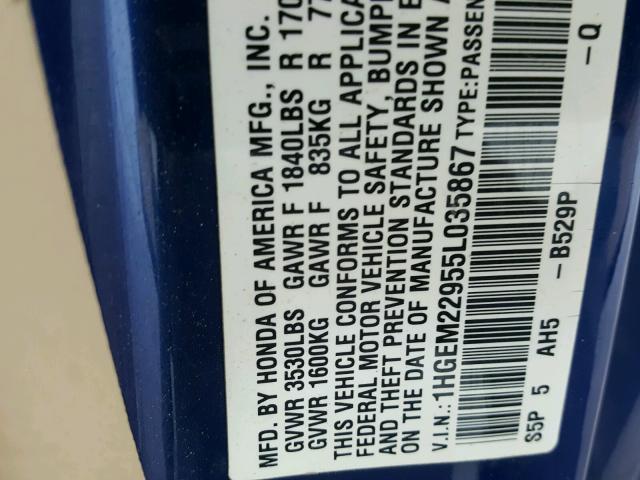 MFD. BY HONDA OF AMERICA MFG., INC.
GVWR 3530LBS GAWR F 1840LBS R 170
GVWR 1600KG GAWR F 835KG R 77
THIS VEHICLE CONFORMS TO ALL APPLICA
FEDERAL MOTOR VEHICLE SAFETY, BUMP
AND THEFT PREVENTION STANDARDS IN E
ON THE DATE OF MANUFACTURE SHOWN A
V.I.N.: 1HGEM22955L035867 TYPE: PASSEN
S5P 5 AH5 -B529P -Q